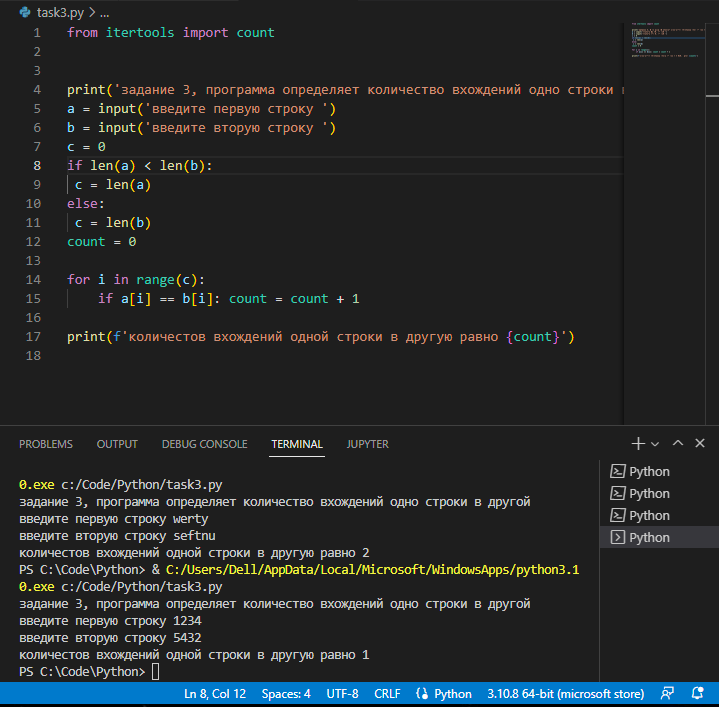 task3.py > ...
1 from itertools import count
2
3
4 print('задание 3, программа определяет количество вхождений одно строки в
5 a = input('введите первую строку ')
6 b = input('введите вторую строку ')
7 c = 0
8 if len(a) < len(b):
9  c = len(a)
10 else:
11  c = len(b)
12 count = 0
13
14 for i in range(c):
15     if a[i] == b[i]: count = count + 1
16
17 print(f'количестов вхождений одной строки в другую равно {count}')
18
PROBLEMS OUTPUT DEBUG CONSOLE TERMINAL JUPYTER
0.exe c:/Code/Python/task3.py
задание 3, программа определяет количество вхождений одно строки в другой
введите первую строку werty
введите вторую строку seftnu
количестов вхождений одной строки в другую равно 2
PS C:\Code\Python> & C:/Users/Dell/AppData/Local/Microsoft/WindowsApps/python3.1
0.exe c:/Code/Python/task3.py
задание 3, программа определяет количество вхождений одно строки в другой
введите первую строку 1234
введите вторую строку 5432
количестов вхождений одной строки в другую равно 1
PS C:\Code\Python>
Python
Python
Python
Python
Ln 8, Col 12 Spaces: 4 UTF-8 CRLF Python 3.10.8 64-bit (microsoft store)